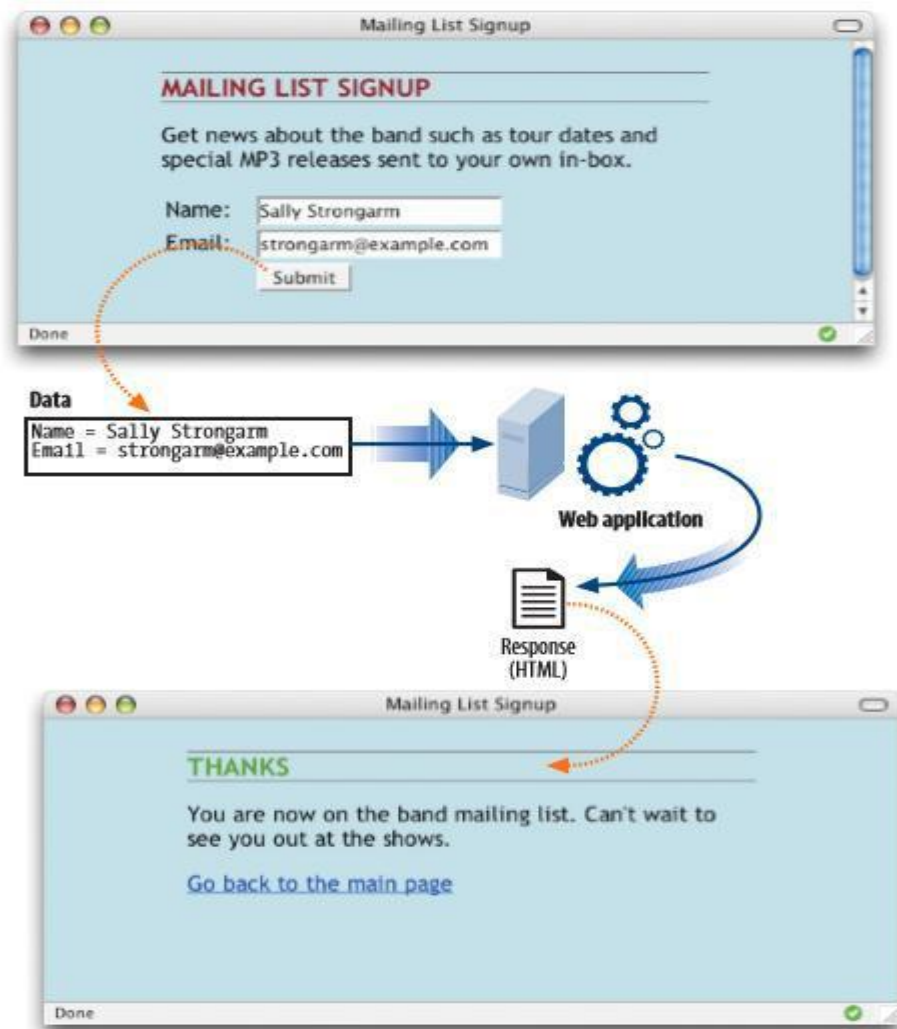 Mailing List Signup
MAILING LIST SIGNUP
Get news about the band such as tour dates and
special MP3 releases sent to your own in-box.
Name: Sally Strongarm
Email: strongarm@example.com
Submit
Done
Data
Name = Sally Strongarm
Email = strongarm@example.com
Web application
Response
(HTML)
Mailing List Signup
THANKS
You are now on the band mailing list. Can't wait to
see you out at the shows.
Go back to the main page
Done